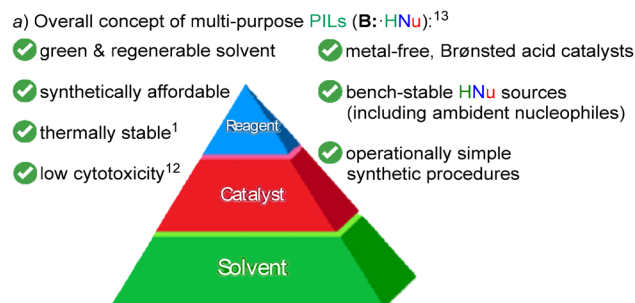 a) Overall concept of multi-purpose PILs (B:·HNu):13
green & regenerable solvent
synthetically affordable
thermally stable1
low cytotoxicity12
metal-free, Brønsted acid catalysts
bench-stable HNu sources
(including ambident nucleophiles)
operationally simple
synthetic procedures
Reagent
Catalyst
Solvent